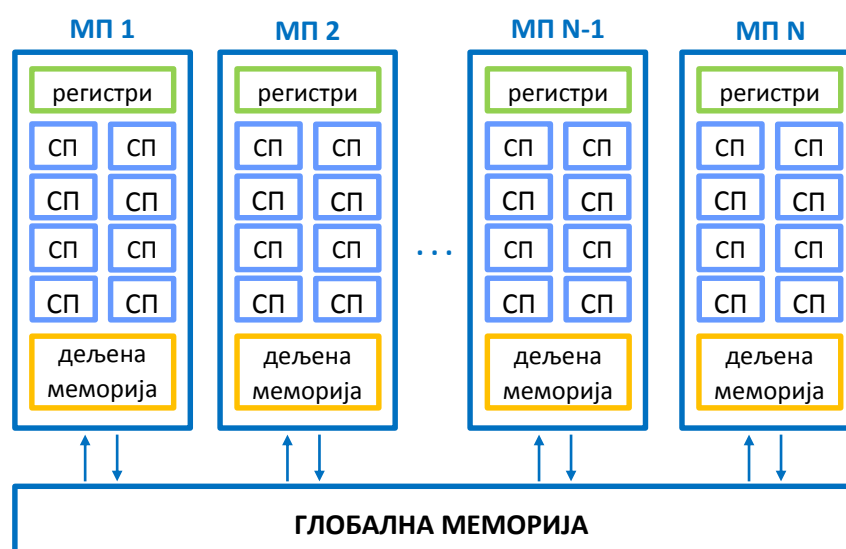 МП 1 МП 2 МП N-1 МП N
регистри регистри регистри регистри
СП СП СП СП СП СП СП СП
СП СП СП СП СП СП СП СП
СП СП СП СП ... СП СП СП СП
СП СП СП СП СП СП СП СП
дељена дељена дељена дељена
меморија меморија меморија меморија
ГЛОБАЛНА МЕМОРИЈА